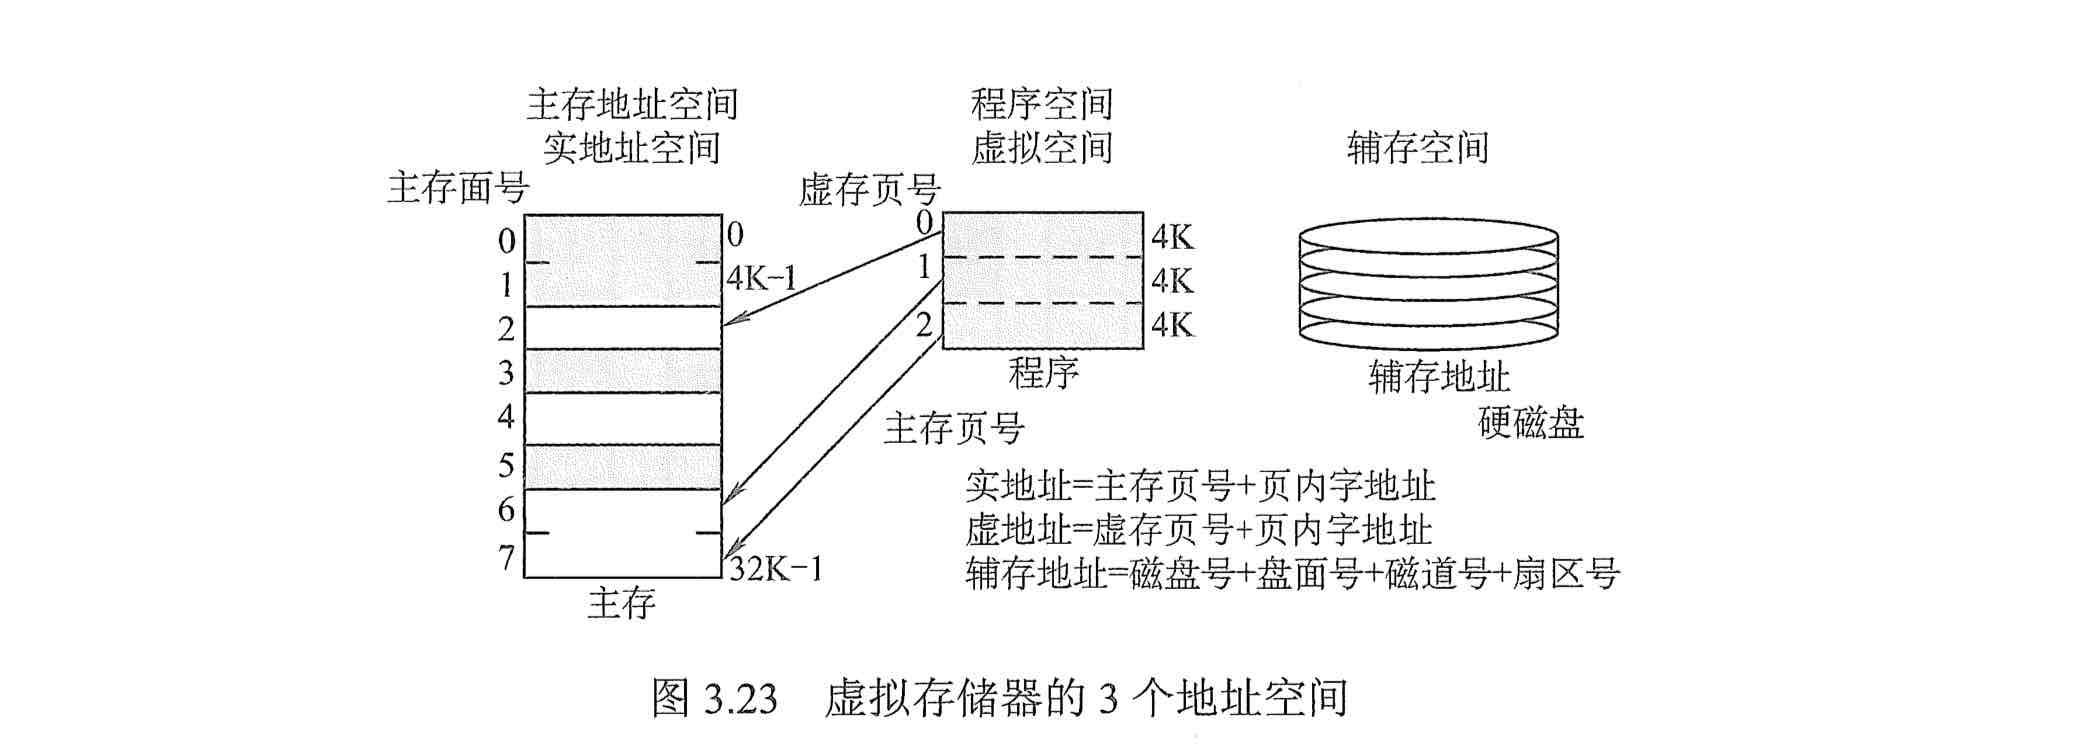 主存地址空间
实地址空间
程序空间
虚拟空间
辅存空间
主存面号
虚存页号
0
1
2
3
4
5
6
7
0
4K-1
32K-1
主存
0
1
2
4K
4K
4K
程序
主存页号
辅存地址
硬磁盘
实地址=主存页号+页内字地址
虚地址=虚存页号+页内字地址
辅存地址=磁盘号+盘面号+磁道号+扇区号
图 3.23 虚拟存储器的 3 个地址空间